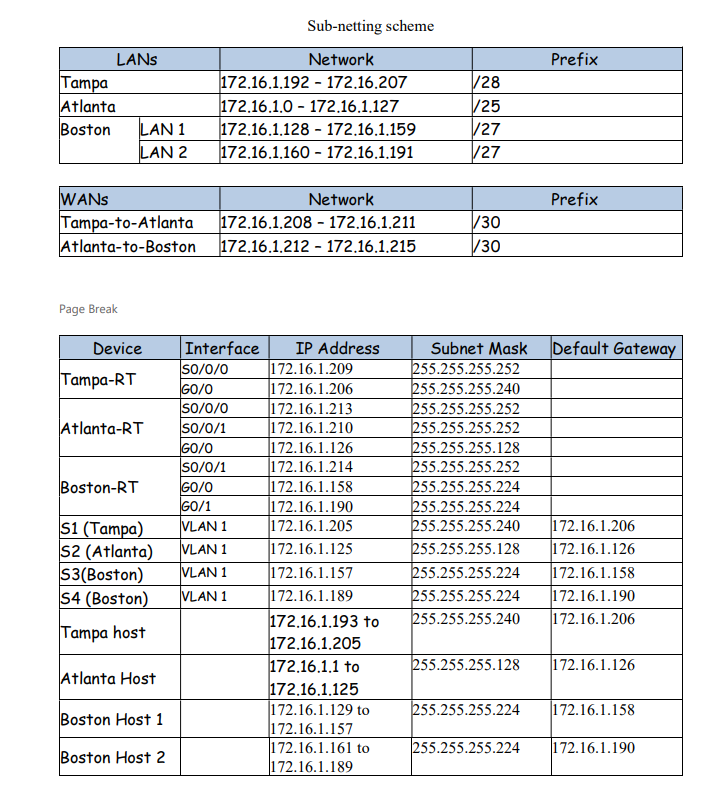 Sub-netting scheme
LANs Network Prefix
Tampa 172.16.1.192 – 172.16.207 /28
Atlanta 172.16.1.0 – 172.16.1.127 /25
Boston LAN 1 172.16.1.128 – 172.16.1.159 /27
LAN 2 172.16.1.160 – 172.16.1.191 /27
WANs Network Prefix
Tampa-to-Atlanta 172.16.1.208 – 172.16.1.211 /30
Atlanta-to-Boston 172.16.1.212 – 172.16.1.215 /30
Page Break
Device Interface IP Address Subnet Mask Default Gateway
Tampa-RT S0/0/0 172.16.1.209 255.255.255.252
G0/0 172.16.1.206 255.255.255.240
Atlanta-RT S0/0/0 172.16.1.213 255.255.255.252
S0/0/1 172.16.1.210 255.255.255.252
G0/0 172.16.1.126 255.255.255.128
Boston-RT S0/0/1 172.16.1.214 255.255.255.252
G0/0 172.16.1.158 255.255.255.224
G0/1 172.16.1.190 255.255.255.224
S1 (Tampa) VLAN 1 172.16.1.205 255.255.255.240 172.16.1.206
S2 (Atlanta) VLAN 1 172.16.1.125 255.255.255.128 172.16.1.126
S3(Boston) VLAN 1 172.16.1.157 255.255.255.224 172.16.1.158
S4 (Boston) VLAN 1 172.16.1.189 255.255.255.224 172.16.1.190
Tampa host 172.16.1.193 to 255.255.255.240 172.16.1.206
172.16.1.205
Atlanta Host 172.16.1.1 to 255.255.255.128 172.16.1.126
172.16.1.125
Boston Host 1 172.16.1.129 to 255.255.255.224 172.16.1.158
172.16.1.157
Boston Host 2 172.16.1.161 to 255.255.255.224 172.16.1.190
172.16.1.189